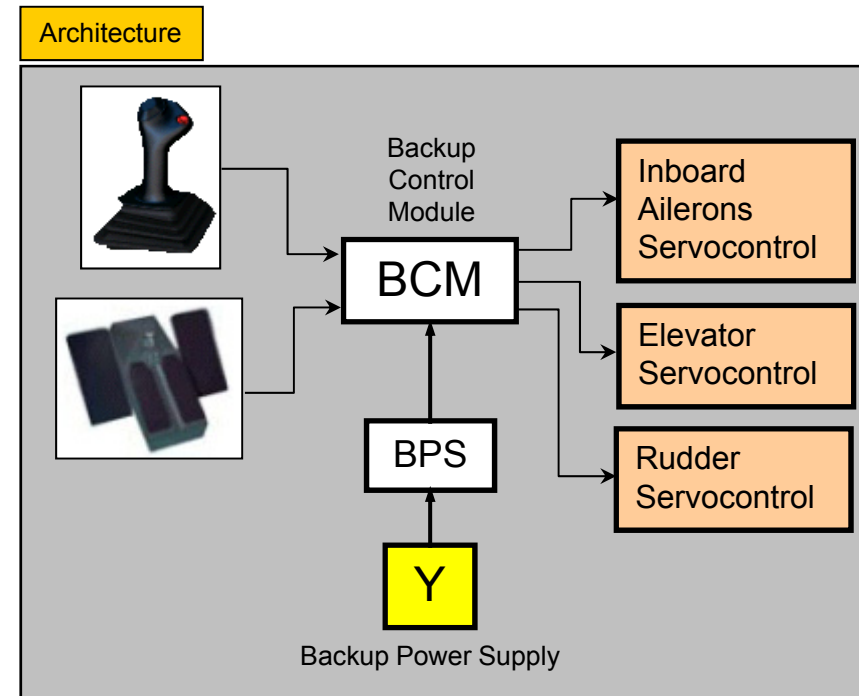 Architecture
Backup
Control
Module
BCM
Inboard
Ailerons
Servocontrol
Elevator
Servocontrol
BPS
Rudder
Servocontrol
Y
Backup Power Supply